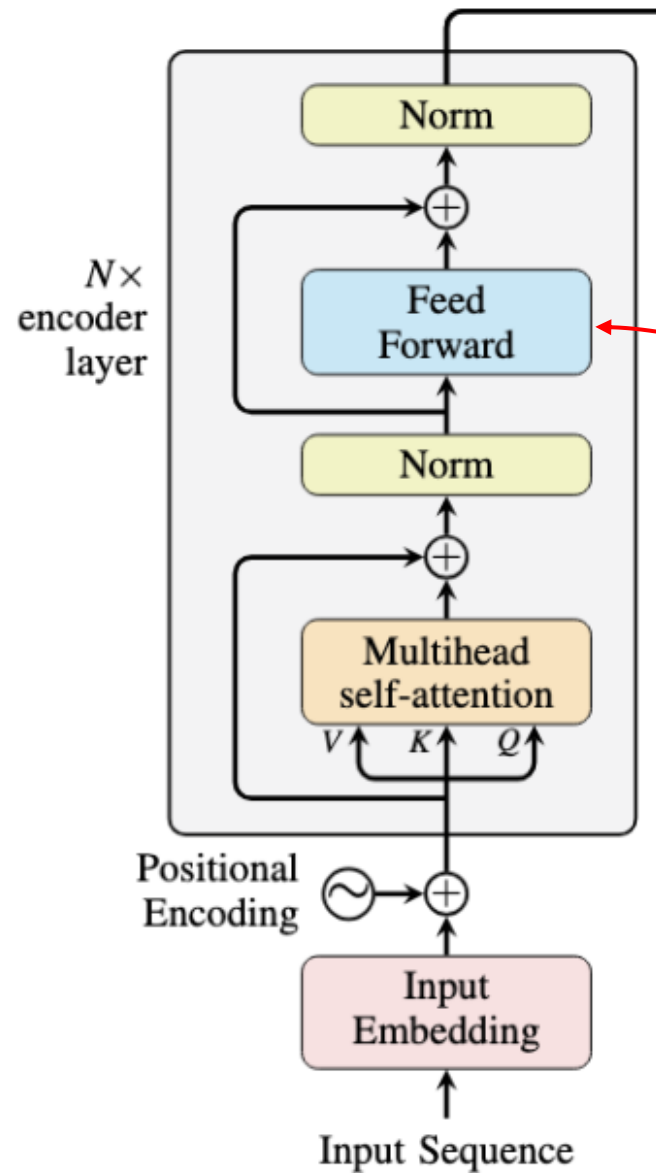 Norm
N×
encoder
layer
Feed
Forward
Norm
Multihead
self-attention
V K Q
Positional
Encoding
Input
Embedding
Input Sequence